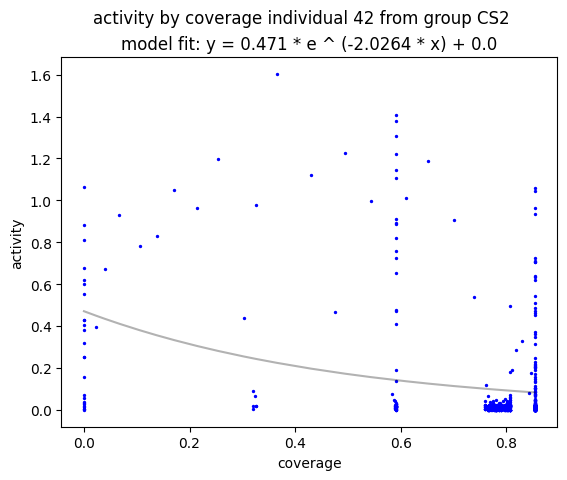 activity by coverage individual 42 from group CS2
model fit: y = 0.471 * e ^ (-2.0264 * x) + 0.0
1.6
1.4
1.2
1.0
0.8
0.6
0.4
0.2
0.0
activity
0.0 0.2 0.4 0.6 0.8
coverage